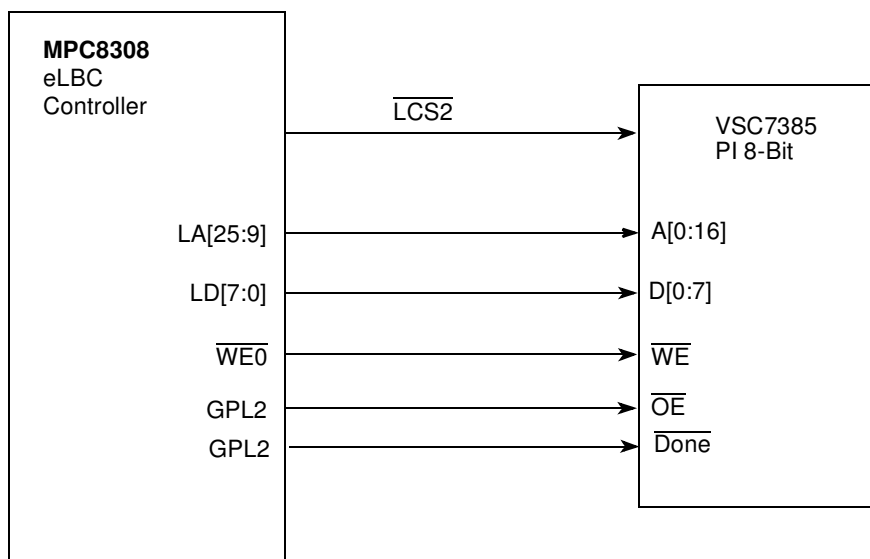 MPC8308
eLBC
Controller
LCS2
VSC7385
PI 8-Bit
LA[25:9]
A[0:16]
LD[7:0]
D[0:7]
WE0
WE
GPL2
OE
GPL2
Done